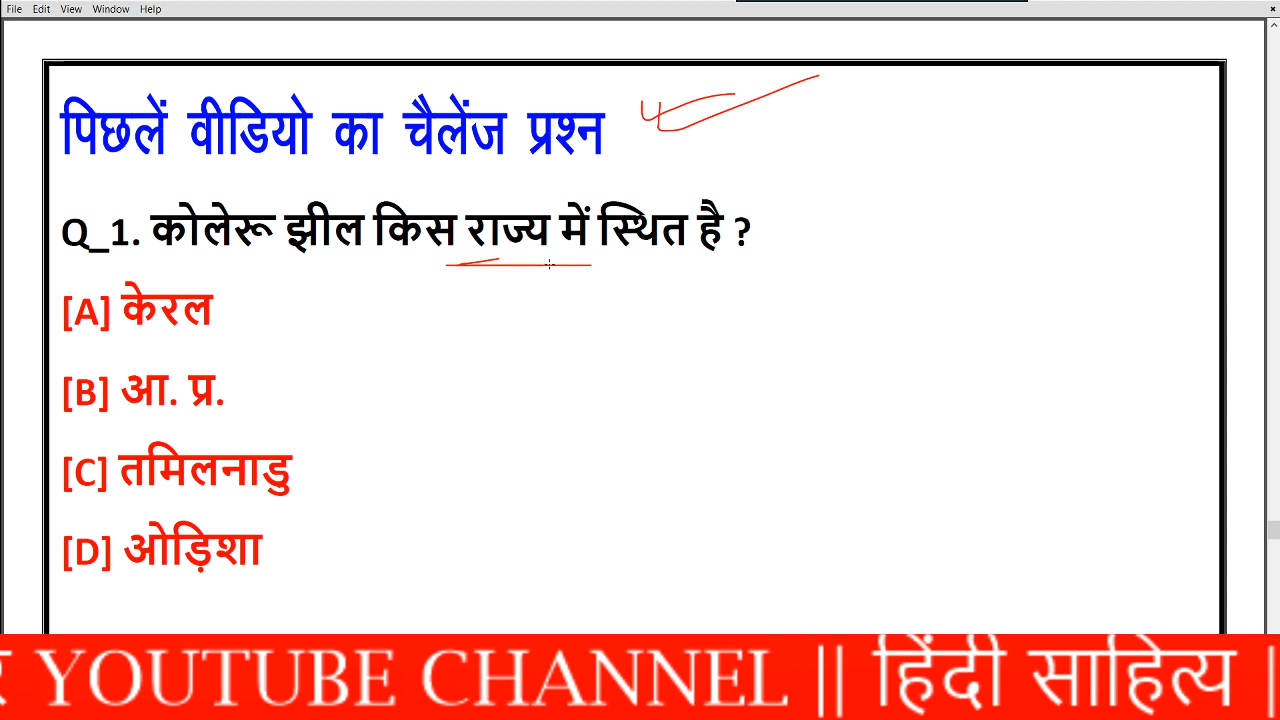 File Edit View Window Help
पिछलें वीडियो का चैलेंज प्रश्न
Q_1. कोलेरू झील किस राज्य में स्थित है ?
[A] केरल
[B] आ. प्र.
[C] तमिलनाडु
[D] ओड़िशा
YOUTUBE CHANNEL || हिंदी साहित्य |